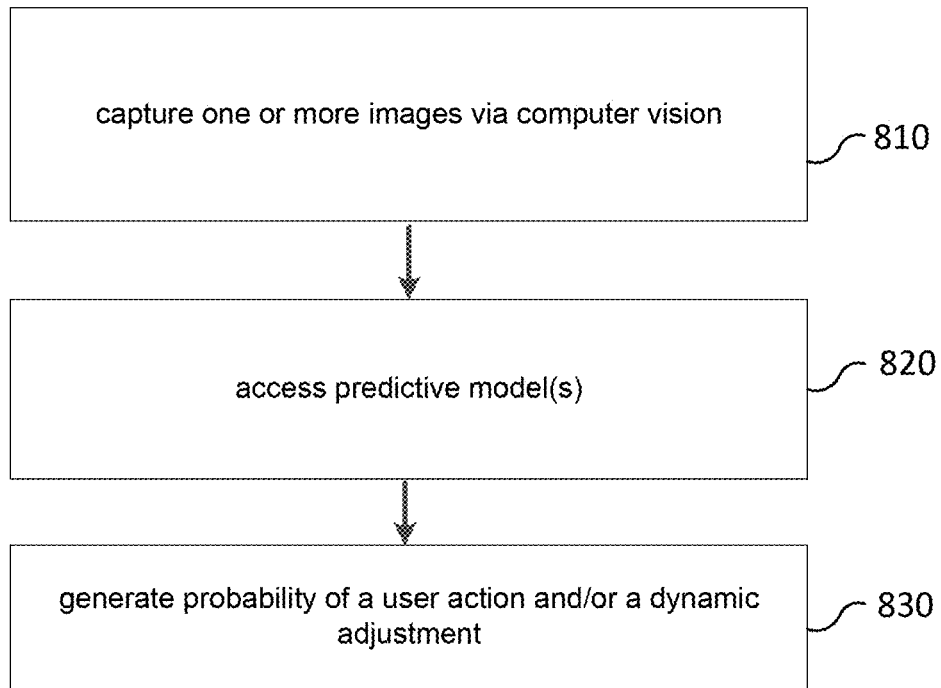 capture one or more images via computer vision
810
access predictive model(s)
820
generate probability of a user action and/or a dynamic
adjustment
830